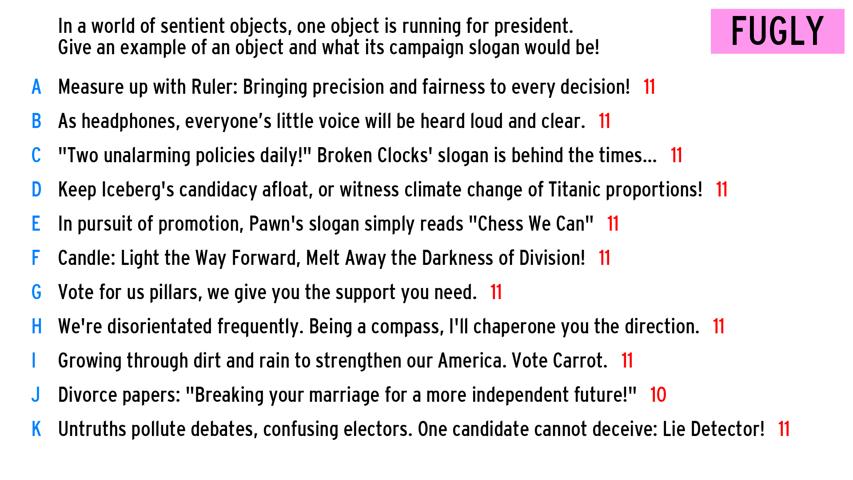 In a world of sentient objects, one object is running for president.
Give an example of an object and what its campaign slogan would be!
FUGLY
A Measure up with Ruler: Bringing precision and fairness to every decision! 11
B As headphones, everyone's little voice will be heard loud and clear. 11
C "Two unalarming policies daily!" Broken Clocks' slogan is behind the times... 11
D Keep Iceberg's candidacy afloat, or witness climate change of Titanic proportions! 11
E In pursuit of promotion, Pawn's slogan simply reads "Chess We Can" 11
F Candle: Light the Way Forward, Melt Away the Darkness of Division! 11
G Vote for us pillars, we give you the support you need. 11
H We're disorientated frequently. Being a compass, I'll chaperone you the direction. 11
I Growing through dirt and rain to strengthen our America. Vote Carrot. 11
J Divorce papers: "Breaking your marriage for a more independent future!" 10
K Untruths pollute debates, confusing electors. One candidate cannot deceive: Lie Detector! 11